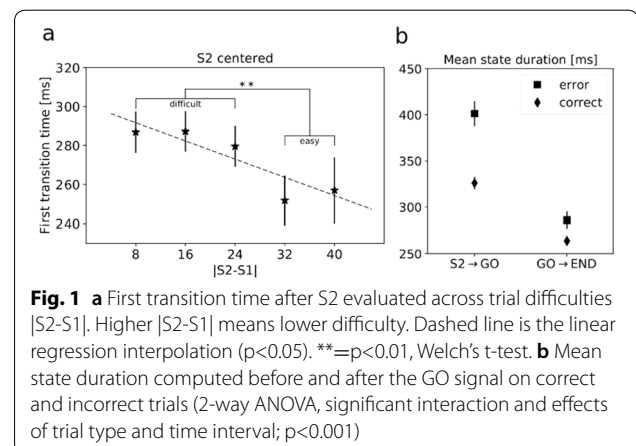 a
S2 centered
First transition time [ms]
320
300
280
260
240
**
difficult
easy
8 16 24 32 40
|S2-S1|
b
Mean state duration [ms]
450
400
350
300
250
error
correct
S2→GO GO→END
Fig. 1 a First transition time after S2 evaluated across trial difficulties
|S2-S1|. Higher |S2-S1| means lower difficulty. Dashed line is the linear
regression interpolation (p<0.05). **=p<0.01, Welch's t-test. b Mean
state duration computed before and after the GO signal on correct
and incorrect trials (2-way ANOVA, significant interaction and effects
of trial type and time interval; p<0.001)